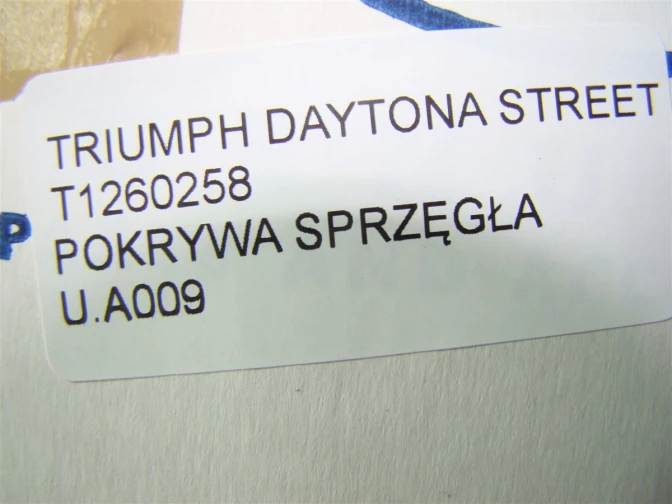 TRIUMPH DAYTONA STREET
T1260258
POKRYWA SPRZĘGŁA
U.A009
P